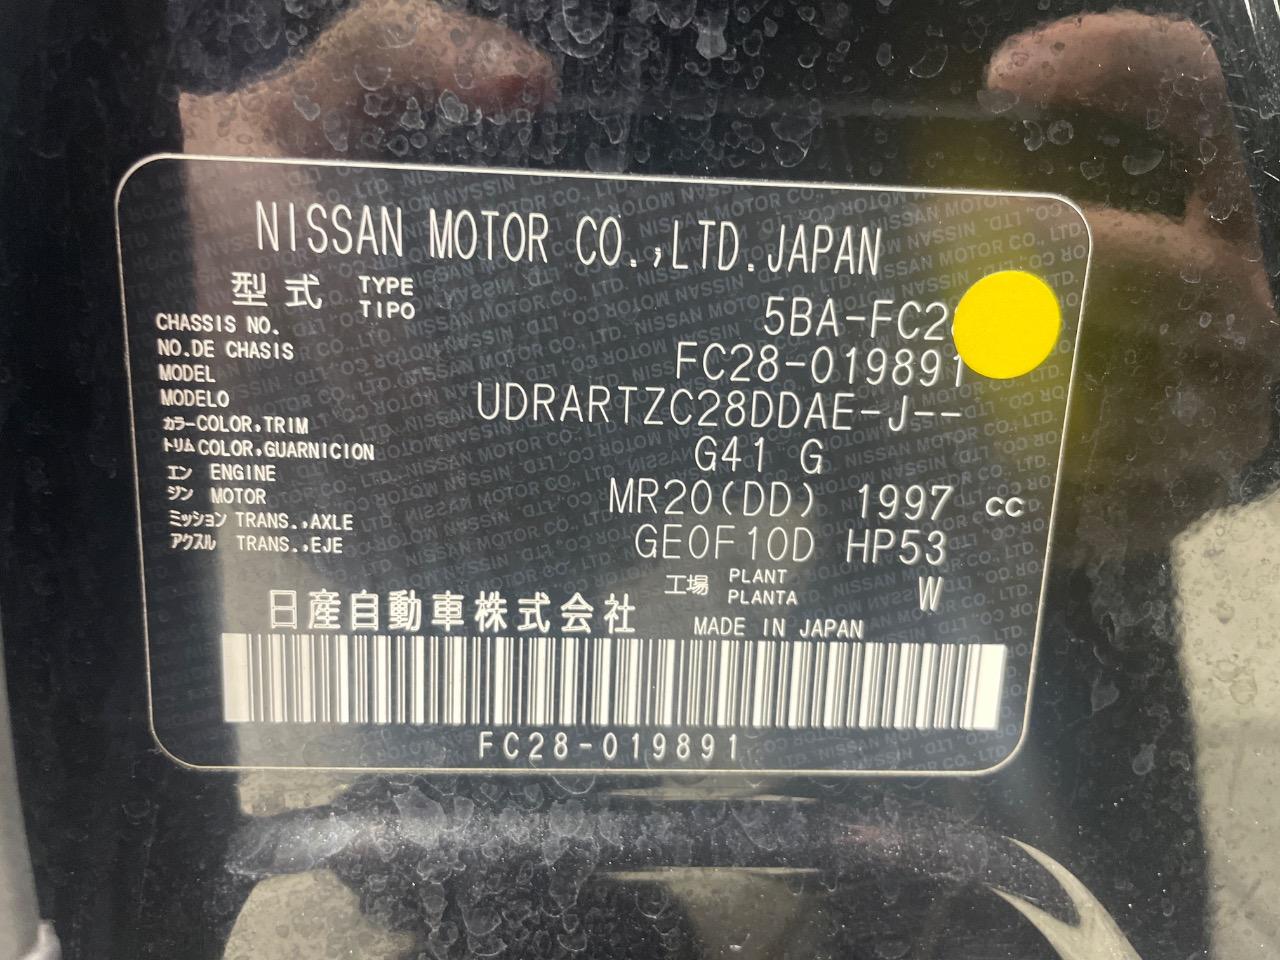 NISSAN MOTOR CO.,LTD.JAPAN
型式 TYPE TIPO 5BA-FC2
CHASSIS NO.
NO.DE CHASIS FC28-019891
MODEL
MODELO UDRARTZC28DDAE-J--
カラー COLOR,TRIM
トリム COLOR,GUARNICION G41 G
エン ENGINE
ジン MOTOR MR20(DD) 1997 cc
ミッション TRANS.,AXLE
アクスル TRANS.,EJE GE0F10D HP53
工場 PLANT PLANTA W
日産自動車株式会社 MADE IN JAPAN
FC28-019891